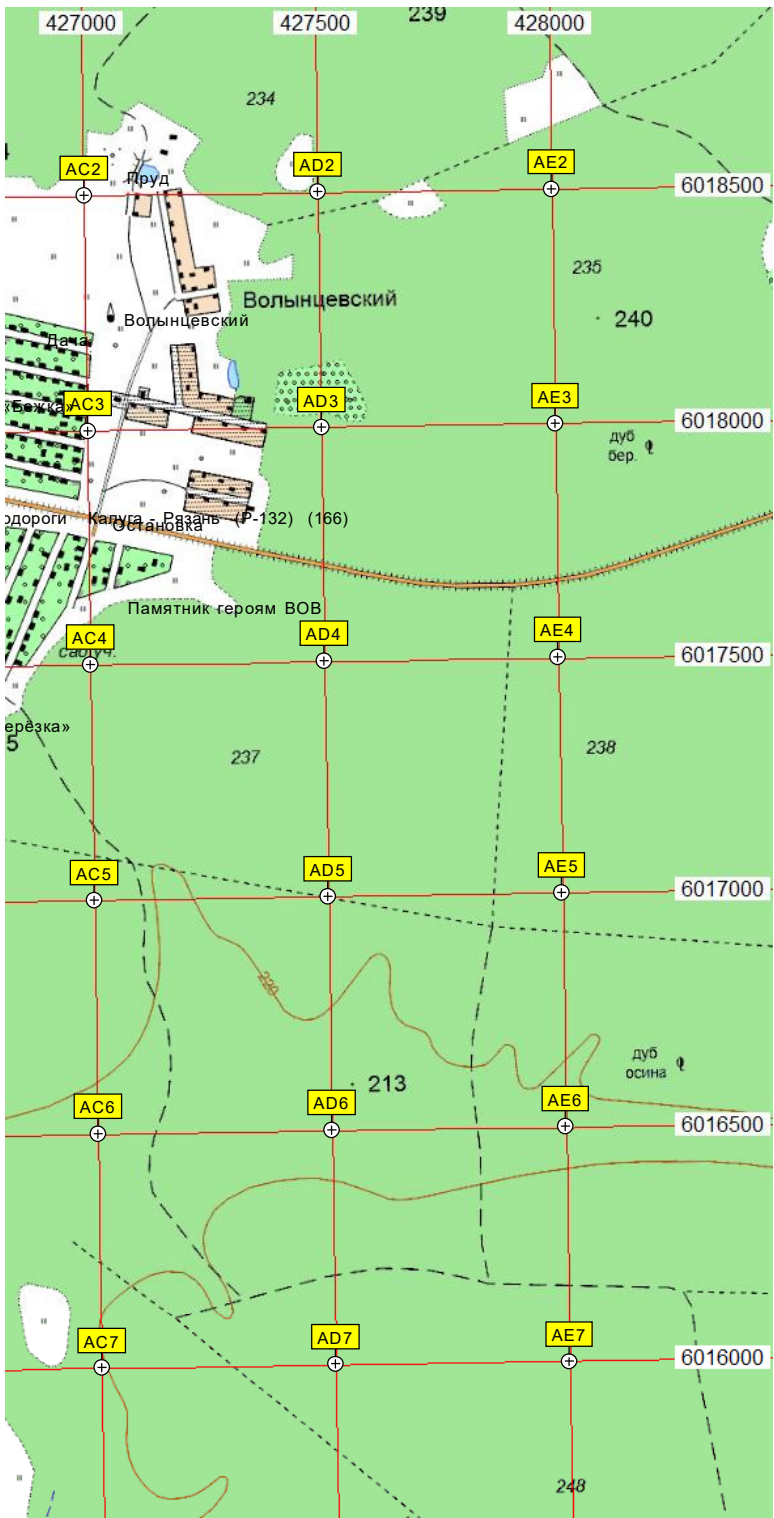 239
427000 427500 428000
234
AC2 AD2 AE2
Пруд
6018500
235
Волынцевский
240
Волынцевский
Дача
«Бежка»
AC3 AD3 AE3
6018000
дуб
бер.
одороги Калуга - Рязань (Р-132) (166)
Остановка
Памятник героям ВОВ
AC4 AD4 AE4
6017500
ерёзка»
5
237
238
AC5 AD5 AE5
6017000
220
дуб
осина
213
AC6 AD6 AE6
6016500
AC7 AD7 AE7
6016000
248